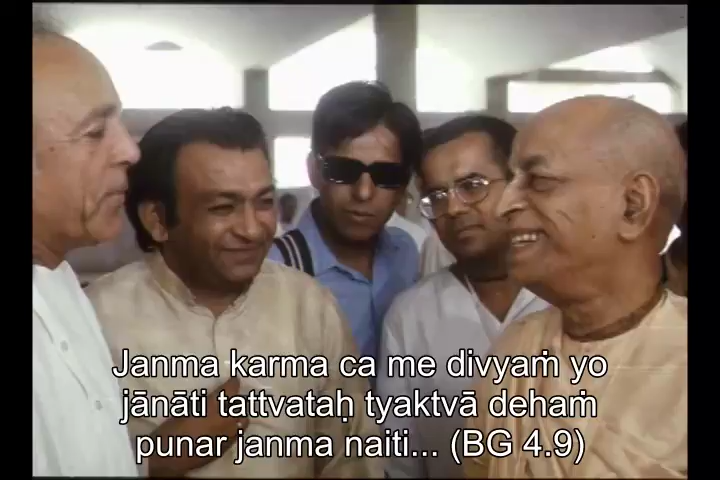 Janma karma ca me divyaṁ yo
jānāti tattvataḥ tyaktvā dehaṁ
punar janma naiti... (BG 4.9)